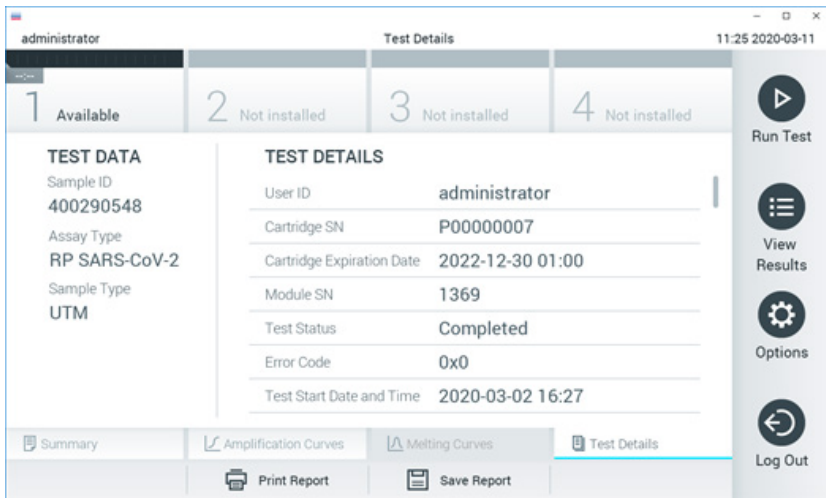 administrator
Test Details
11:25 2020-03-11
--:--
1 Available
2 Not installed
3 Not installed
4 Not installed
TEST DATA
Sample ID
400290548
Assay Type
RP SARS-CoV-2
Sample Type
UTM
TEST DETAILS
User ID administrator
Cartridge SN P00000007
Cartridge Expiration Date 2022-12-30 01:00
Module SN 1369
Test Status Completed
Error Code 0x0
Test Start Date and Time 2020-03-02 16:27
Run Test
View
Results
Options
Log Out
Summary
Amplification Curves
Melting Curves
Test Details
Print Report
Save Report